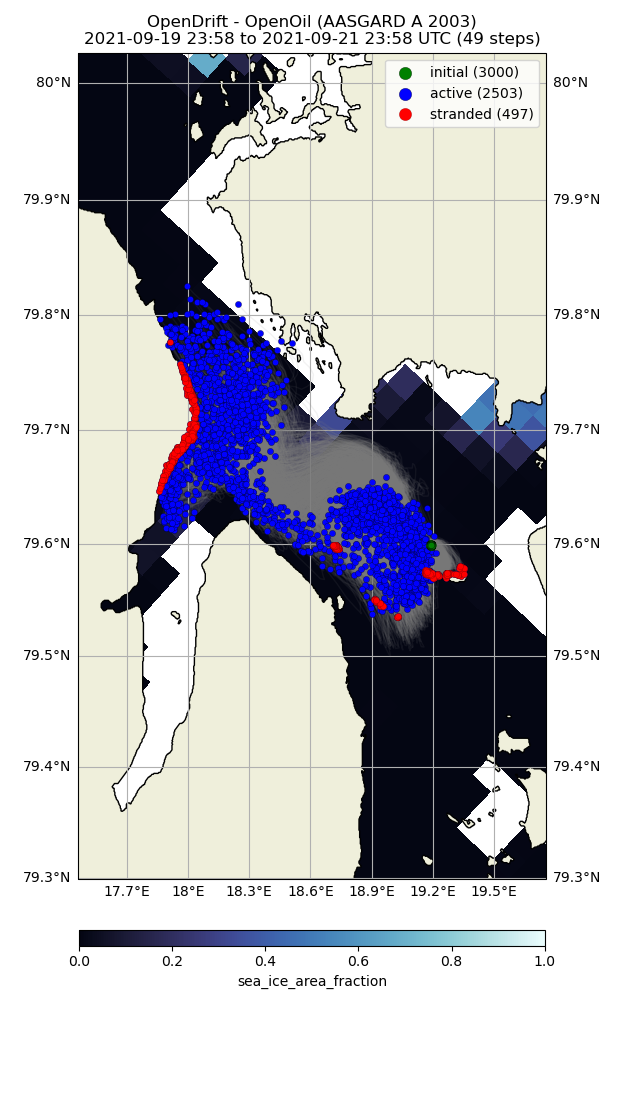 OpenDrift - OpenOil (AASGARD A 2003)
2021-09-19 23:58 to 2021-09-21 23:58 UTC (49 steps)
initial (3000)
active (2503)
stranded (497)
80°N 80°N
79.9°N 79.9°N
79.8°N 79.8°N
79.7°N 79.7°N
79.6°N 79.6°N
79.5°N 79.5°N
79.4°N 79.4°N
79.3°N 79.3°N
17.7°E 18°E 18.3°E 18.6°E 18.9°E 19.2°E 19.5°E
0.0 0.2 0.4 0.6 0.8 1.0
sea_ice_area_fraction